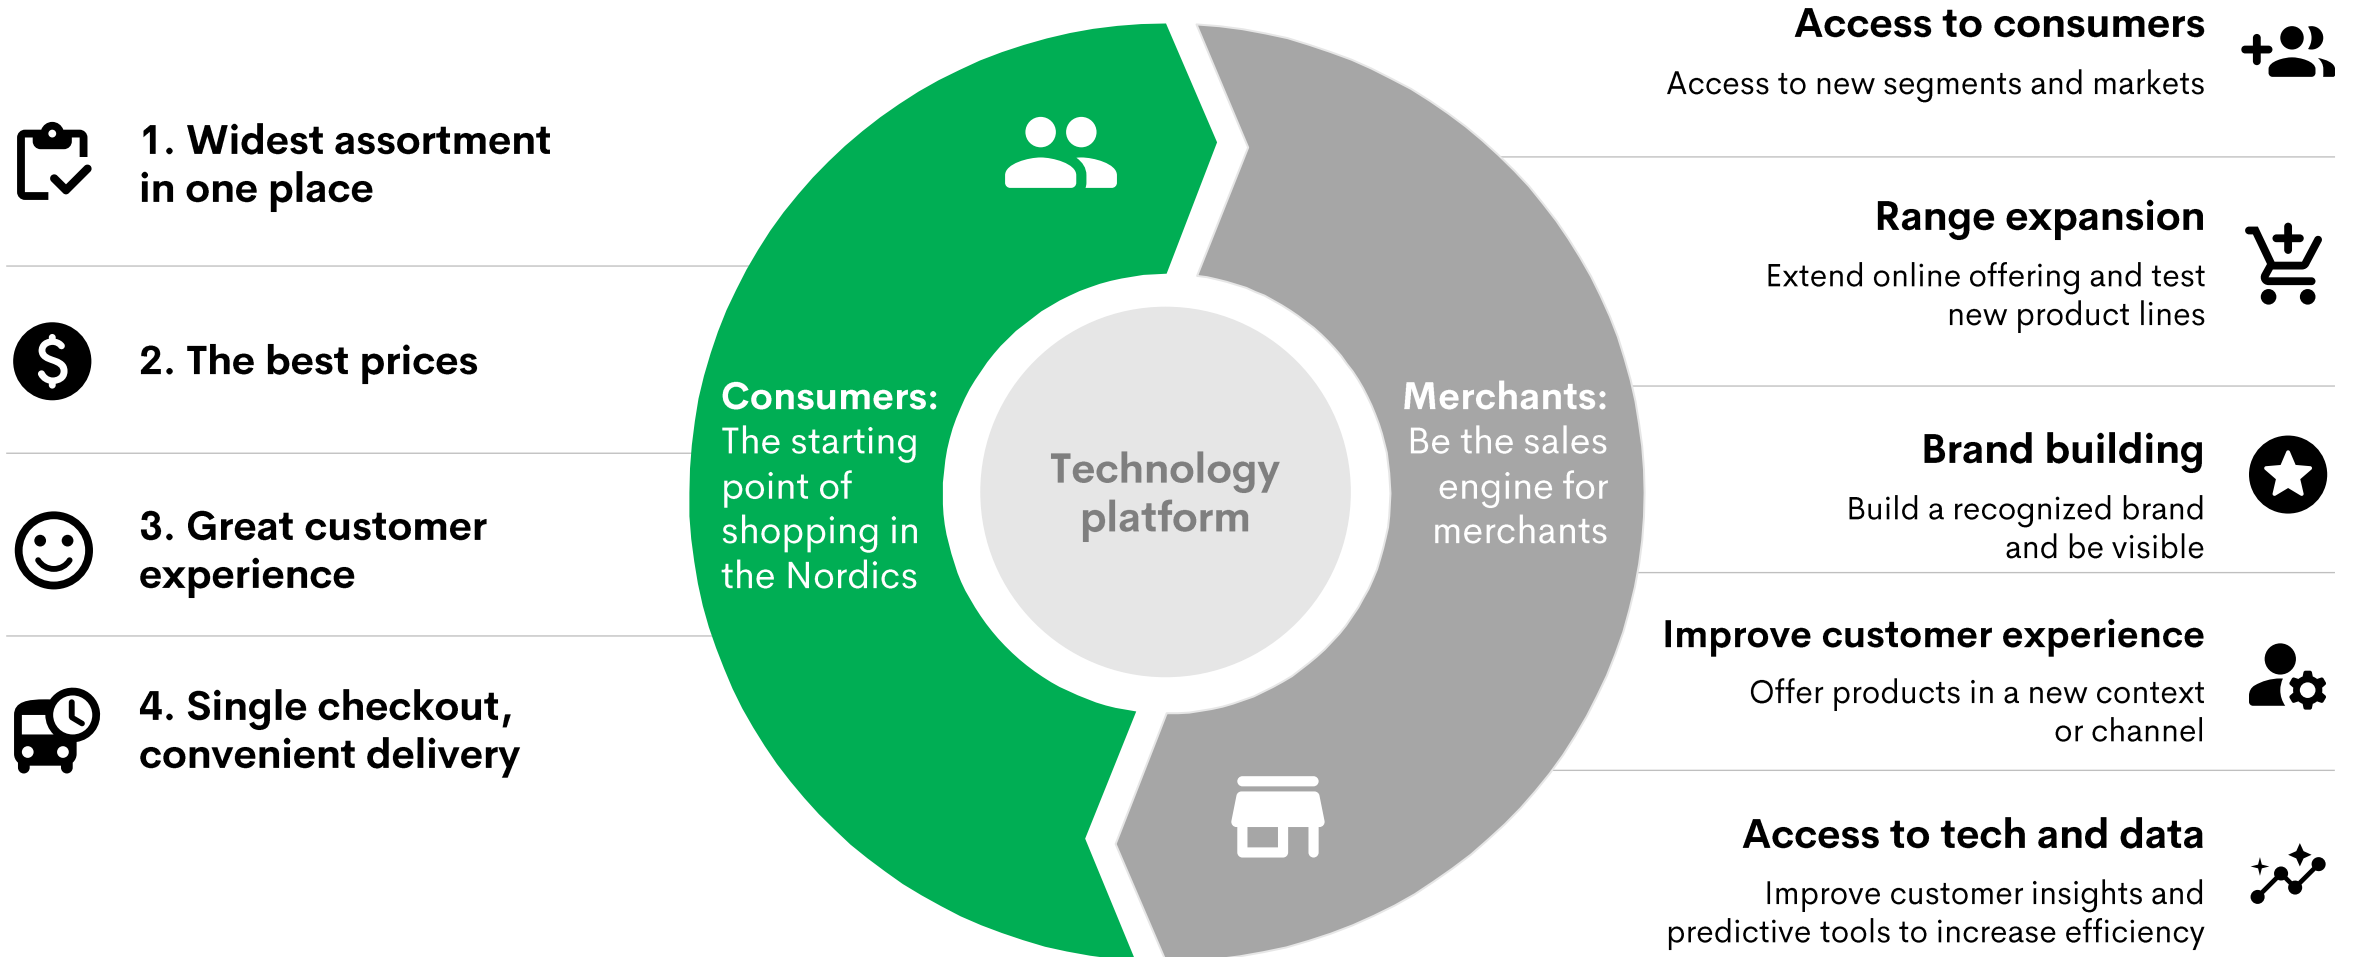 1. Widest assortment
in one place
2. The best prices
3. Great customer
experience
4. Single checkout,
convenient delivery
Consumers:
The starting
point of
shopping in
the Nordics
Technology
platform
Merchants:
Be the sales
engine for
merchants
Access to consumers
Access to new segments and markets
Range expansion
Extend online offering and test
new product lines
Brand building
Build a recognized brand
and be visible
Improve customer experience
Offer products in a new context
or channel
Access to tech and data
Improve customer insights and
predictive tools to increase efficiency